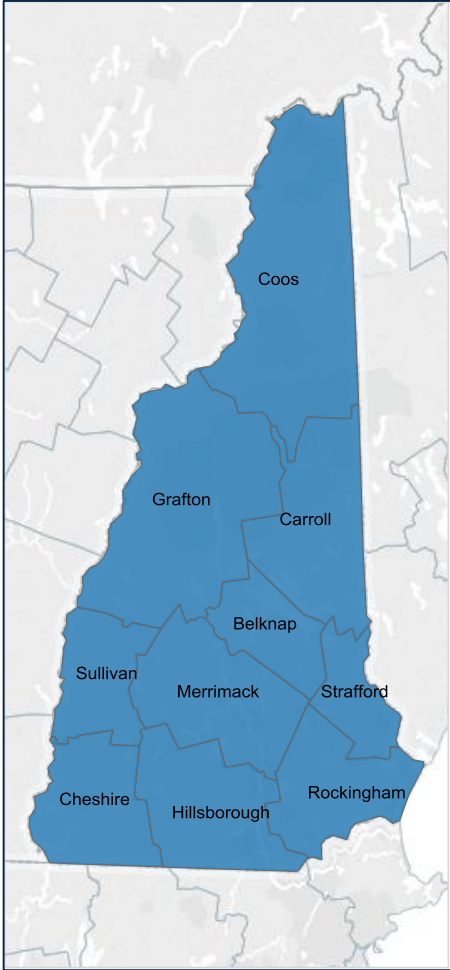 Coos
Grafton
Carroll
Belknap
Sullivan
Merrimack
Strafford
Cheshire
Hillsborough
Rockingham